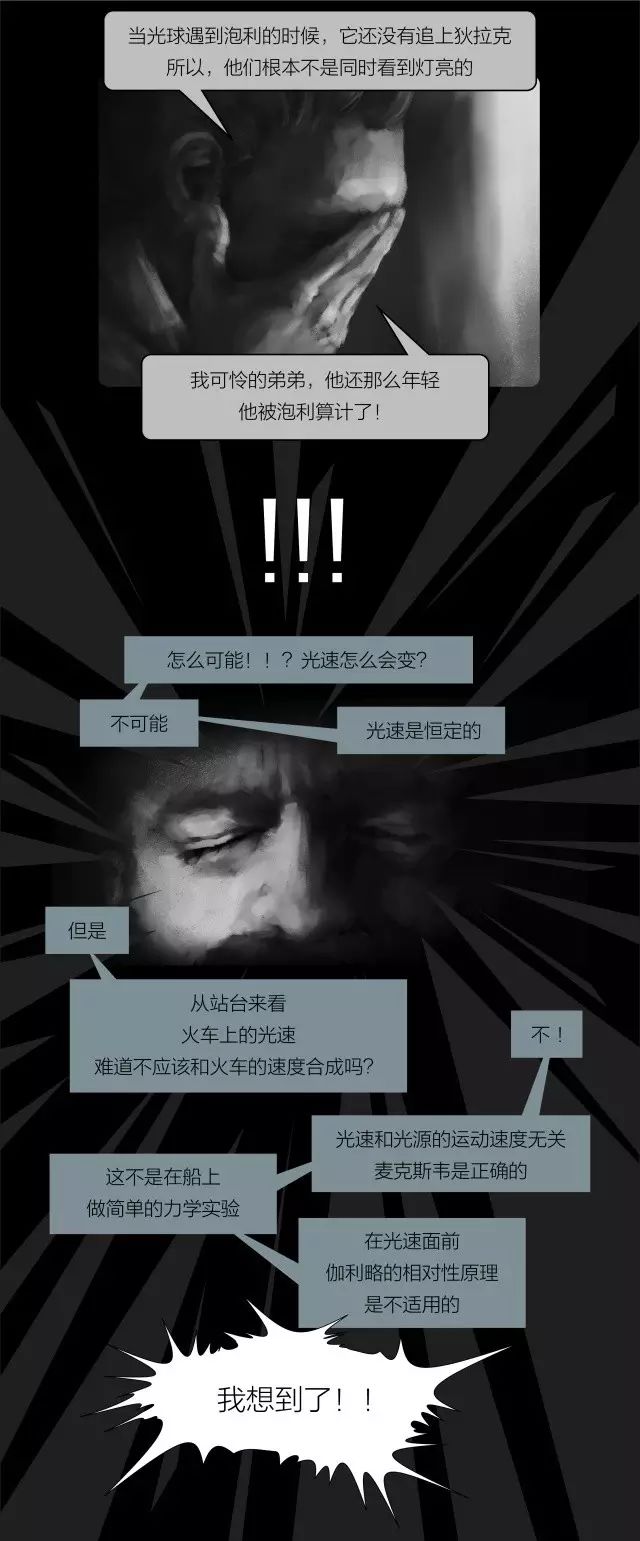 当光球遇到泡利的时候，它还没有追上狄拉克
所以，他们根本不是同时看到灯亮的
我可怜的弟弟，他还那么年轻
他被泡利算计了！
!!!
怎么可能！！？光速怎么会变？
不可能
光速是恒定的
但是
从站台来看
火车上的光速
难道不应该和火车的速度合成吗？
不！
光速和光源的运动速度无关
麦克斯韦是正确的
这不是在船上
做简单的力学实验
在光速面前
伽利略的相对性原理
是不适用的
我想到了！！